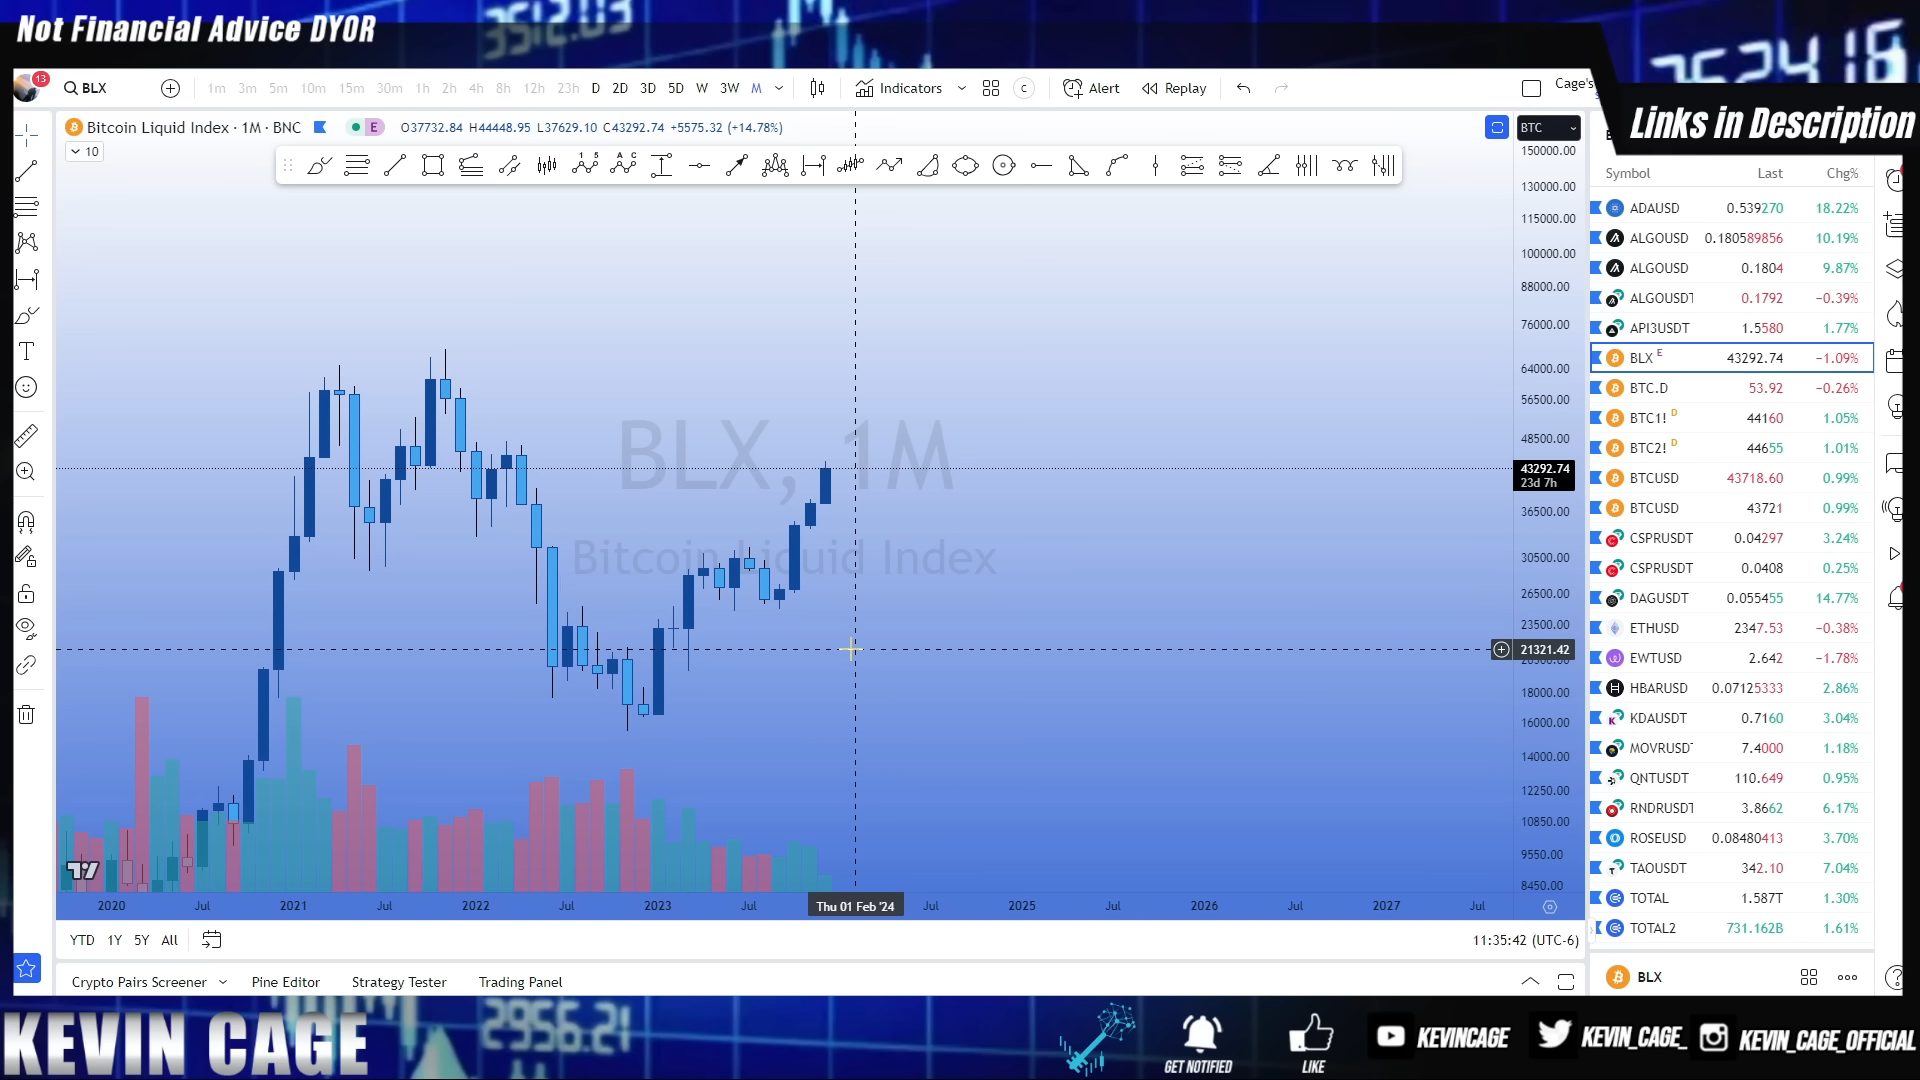 3512.03
Not Financial Advice DYOR
Links in Description
13
BLX
1m 3m 5m 10m 15m 30m 1h 2h 4h 8h 12h 23h D 2D 3D 5D W 3W M
Indicators
C
Alert
Replay
Cage's
Bitcoin Liquid Index · 1M · BNC
E
O37732.84 H44448.95 L37629.10 C43292.74 +5575.32 (+14.78%)
BTC
10
BLX, 1M
Bitcoin Liquid Index
150000.00
130000.00
115000.00
100000.00
88000.00
76000.00
64000.00
56500.00
48500.00
43292.74
23d 7h
36500.00
30500.00
26500.00
23500.00
21321.42
18000.00
16000.00
14000.00
12250.00
10850.00
9550.00
8450.00
2020 Jul 2021 Jul 2022 Jul 2023 Jul Thu 01 Feb '24 Jul 2025 Jul 2026 Jul 2027 Jul
YTD 1Y 5Y All
11:35:42 (UTC-6)
Crypto Pairs Screener Pine Editor Strategy Tester Trading Panel
Symbol Last Chg%
ADAUSD 0.539270 18.22%
ALGOUSD 0.180589856 10.19%
ALGOUSD 0.1804 9.87%
ALGOUSDT 0.1792 −0.39%
API3USDT 1.5580 1.77%
BLX E 43292.74 −1.09%
BTC.D 53.92 −0.26%
BTC1! D 44160 1.05%
BTC2! D 44655 1.01%
BTCUSD 43718.60 0.99%
BTCUSD 43721 0.99%
CSPRUSDT 0.04297 3.24%
CSPRUSDT 0.0408 0.25%
DAGUSDT 0.055455 14.77%
ETHUSD 2347.53 −0.38%
EWTUSD 2.642 −1.78%
HBARUSD 0.07125333 2.86%
KDAUSDT 0.7160 3.04%
MOVRUSD 7.4000 1.18%
QNTUSDT 110.649 0.95%
RNDRUSDT 3.8662 6.17%
ROSEUSD 0.08480413 3.70%
TAOUSDT 342.10 7.04%
TOTAL 1.587T 1.30%
TOTAL2 731.162B 1.61%
BLX
KEVIN CAGE
2956.21
GET NOTIFIED
LIKE
KEVINCAGE
KEVIN_CAGE_
KEVIN_CAGE_OFFICIAL